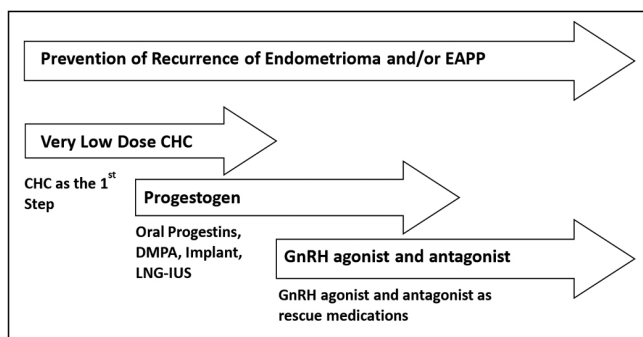 Prevention of Recurrence of Endometrioma and/or EAPP
Very Low Dose CHC
CHC as the 1st
Step
Progestogen
Oral Progestins,
DMPA, Implant,
LNG-IUS
GnRH agonist and antagonist
GnRH agonist and antagonist as
rescue medications